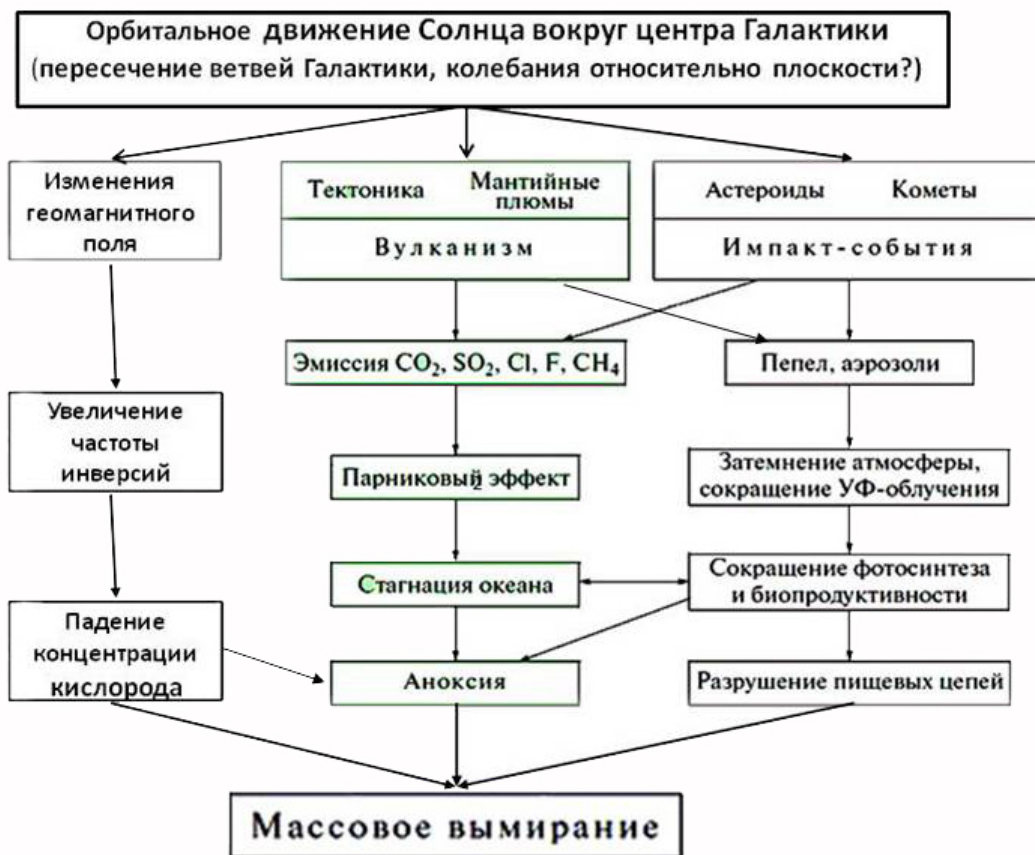 Орбитальное движение Солнца вокруг центра Галактики
(пересечение ветвей Галактики, колебания относительно плоскости?)
Изменения
геомагнитного
поля
Тектоника
Мантийные
плюмы
Вулканизм
Астероиды
Кометы
Импакт-события
Эмиссия CO₂, SO₂, Cl, F, CH₄
Пепел, аэрозоли
Увеличение
частоты
инверсий
Парниковый эффект
2
Затемнение атмосферы,
сокращение УФ-облучения
Стагнация океана
Сокращение фотосинтеза
и биопродуктивности
Падение
концентрации
кислорода
Аноксия
Разрушение пищевых цепей
Массовое вымирание